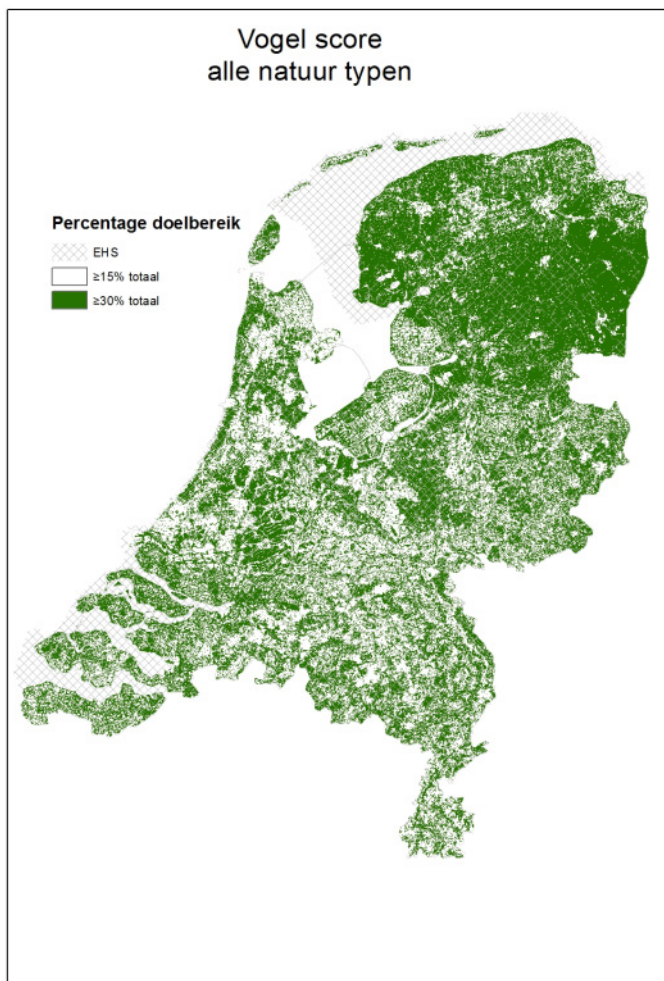 Vogel score
alle natuur typen
Percentage doelbereik
EHS
≥15% totaal
≥30% totaal